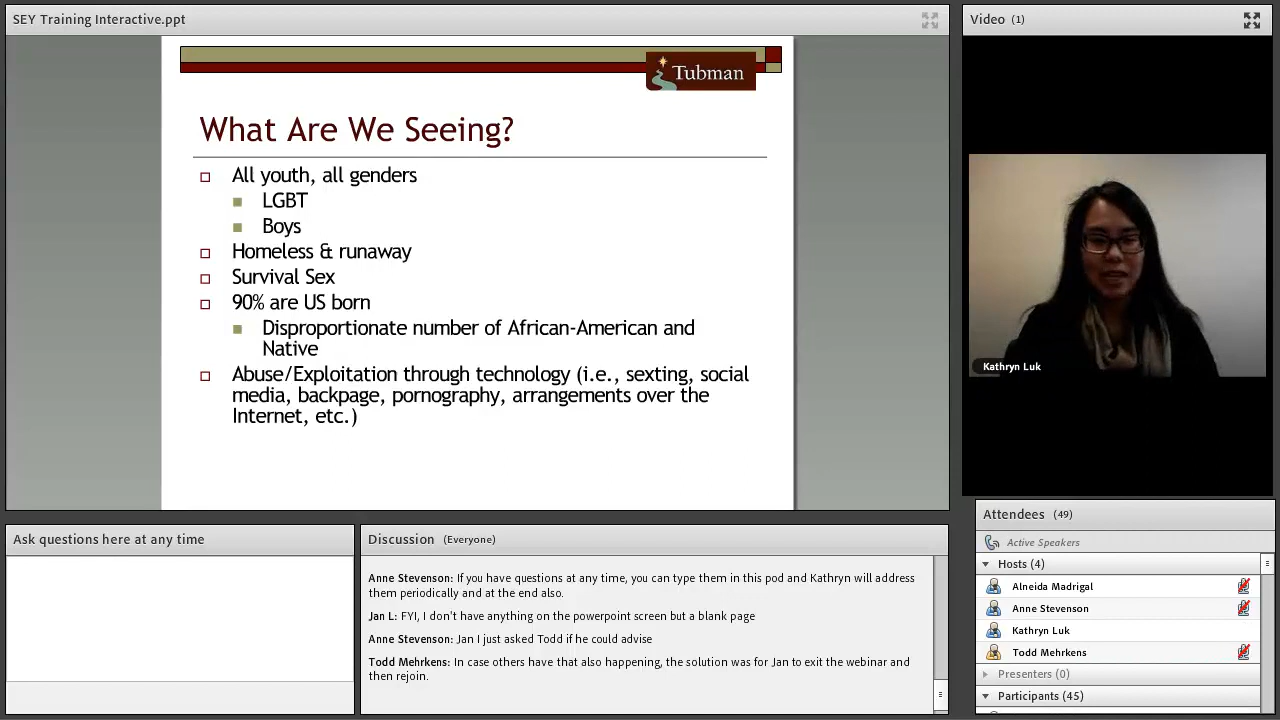 SEY Training Interactive.ppt
Tubman
What Are We Seeing?
All youth, all genders
LGBT
Boys
Homeless & runaway
Survival Sex
90% are US born
Disproportionate number of African-American and
Native
Abuse/Exploitation through technology (i.e., sexting, social
media, backpage, pornography, arrangements over the
Internet, etc.)
Video (1)
Kathryn Luk
Ask questions here at any time
Discussion (Everyone)
Anne Stevenson: If you have questions at any time, you can type them in this pod and Kathryn will address
them periodically and at the end also.
Jan L: FYI, I don't have anything on the powerpoint screen but a blank page
Anne Stevenson: Jan I just asked Todd if he could advise
Todd Mehrkens: In case others have that also happening, the solution was for Jan to exit the webinar and
then rejoin.
Attendees (49)
Active Speakers
Hosts (4)
Alneida Madrigal
Anne Stevenson
Kathryn Luk
Todd Mehrkens
Presenters (0)
Participants (45)